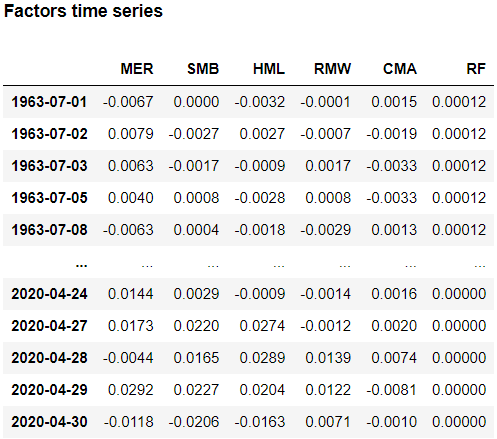 Factors time series
MER SMB HML RMW CMA RF
1963-07-01 -0.0067 0.0000 -0.0032 -0.0001 0.0015 0.00012
1963-07-02 0.0079 -0.0027 0.0027 -0.0007 -0.0019 0.00012
1963-07-03 0.0063 -0.0017 -0.0009 0.0017 -0.0033 0.00012
1963-07-05 0.0040 0.0008 -0.0028 0.0008 -0.0033 0.00012
1963-07-08 -0.0063 0.0004 -0.0018 -0.0029 0.0013 0.00012
... ... ... ... ... ... ...
2020-04-24 0.0144 0.0029 -0.0009 -0.0014 0.0016 0.00000
2020-04-27 0.0173 0.0220 0.0274 -0.0012 0.0020 0.00000
2020-04-28 -0.0044 0.0165 0.0289 0.0139 0.0074 0.00000
2020-04-29 0.0292 0.0227 0.0204 0.0122 -0.0081 0.00000
2020-04-30 -0.0118 -0.0206 -0.0163 0.0071 -0.0010 0.00000